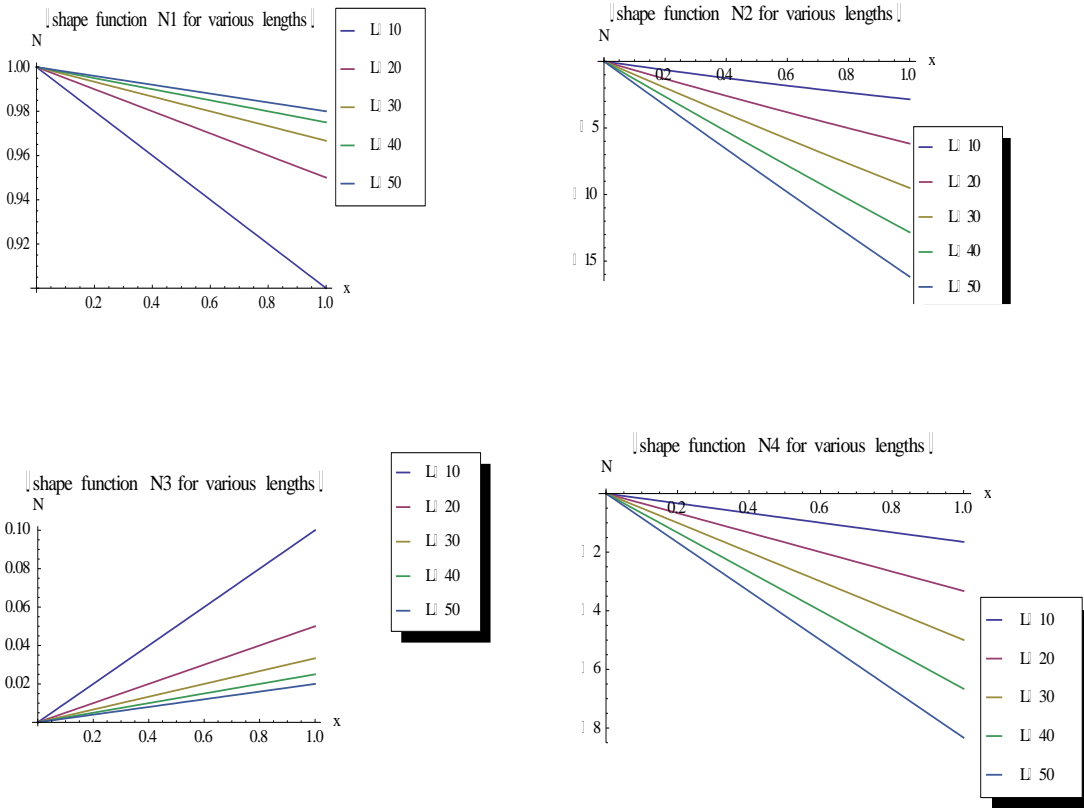 shape function N1 for various lengths
N
1.00
0.98
0.96
0.94
0.92
0.2 0.4 0.6 0.8 1.0
x
L 10
L 20
L 30
L 40
L 50
shape function N2 for various lengths
N
0.2 0.4 0.6 0.8 1.0
x
5
10
15
L 10
L 20
L 30
L 40
L 50
shape function N3 for various lengths
N
0.10
0.08
0.06
0.04
0.02
0.2 0.4 0.6 0.8 1.0
x
L 10
L 20
L 30
L 40
L 50
shape function N4 for various lengths
N
0.2 0.4 0.6 0.8 1.0
x
2
4
6
8
L 10
L 20
L 30
L 40
L 50